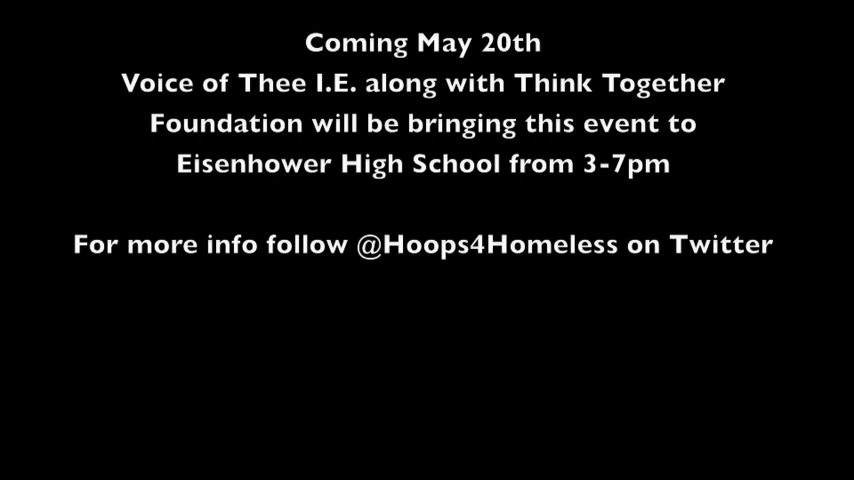 Coming May 20th
Voice of Thee I.E. along with Think Together
Foundation will be bringing this event to
Eisenhower High School from 3-7pm
For more info follow @Hoops4Homeless on Twitter